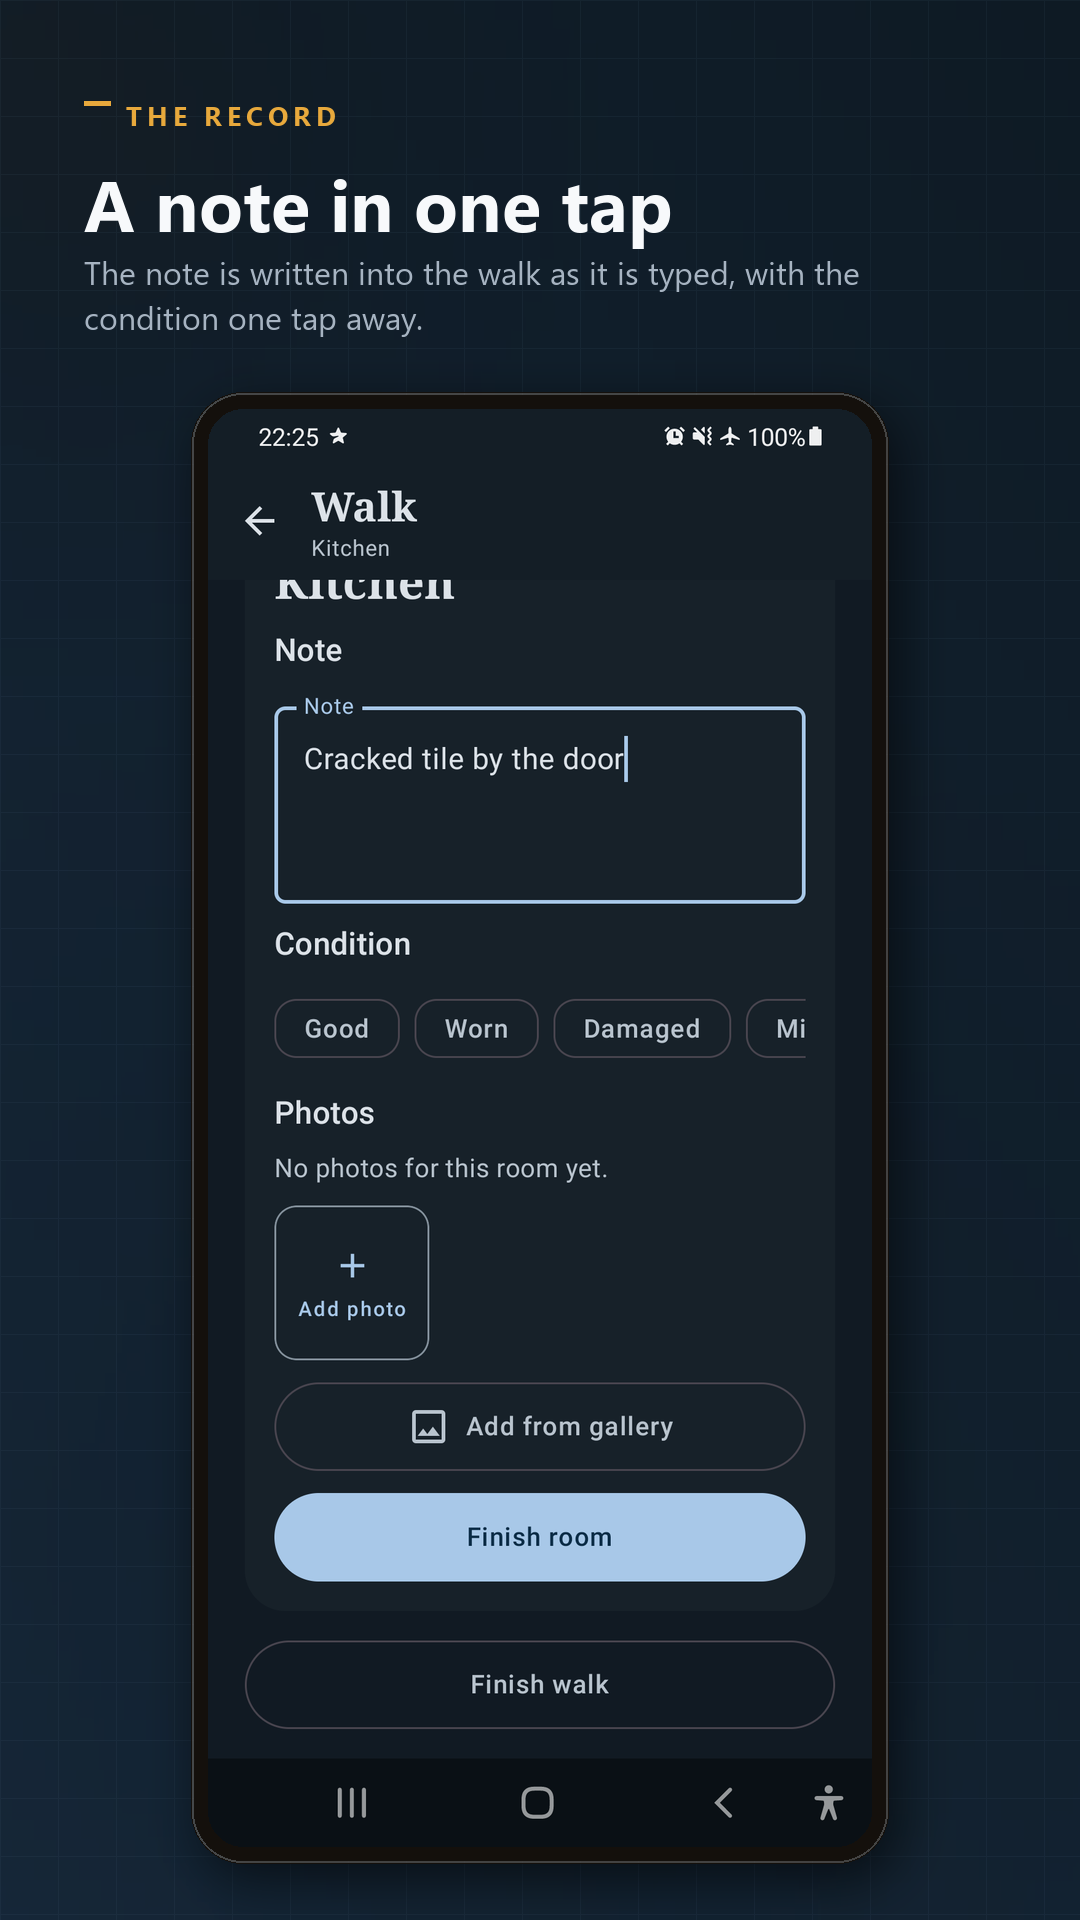 THE RECORD
A note in one tap
The note is written into the walk as it is typed, with the
condition one tap away.
22:25
100%
Walk
Kitchen
Kitchen
Note
Note
Cracked tile by the door
Condition
Good
Worn
Damaged
Mi
Photos
No photos for this room yet.
+
Add photo
Add from gallery
Finish room
Finish walk